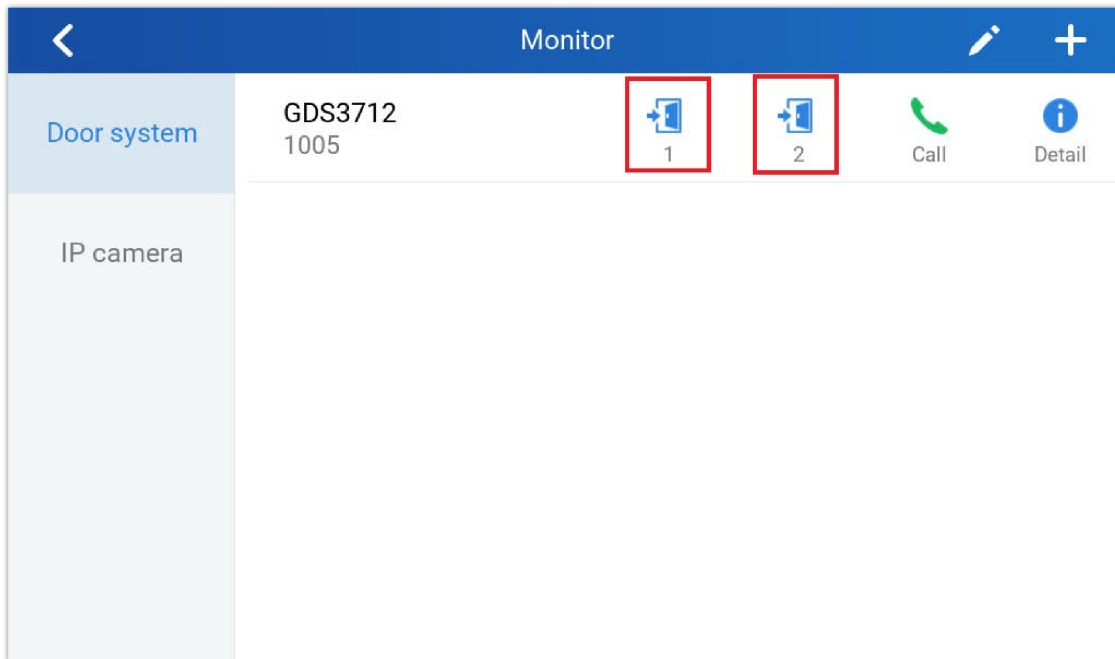 Monitor
Door system
GDS3712
1005
1
2
Call
Detail
IP camera